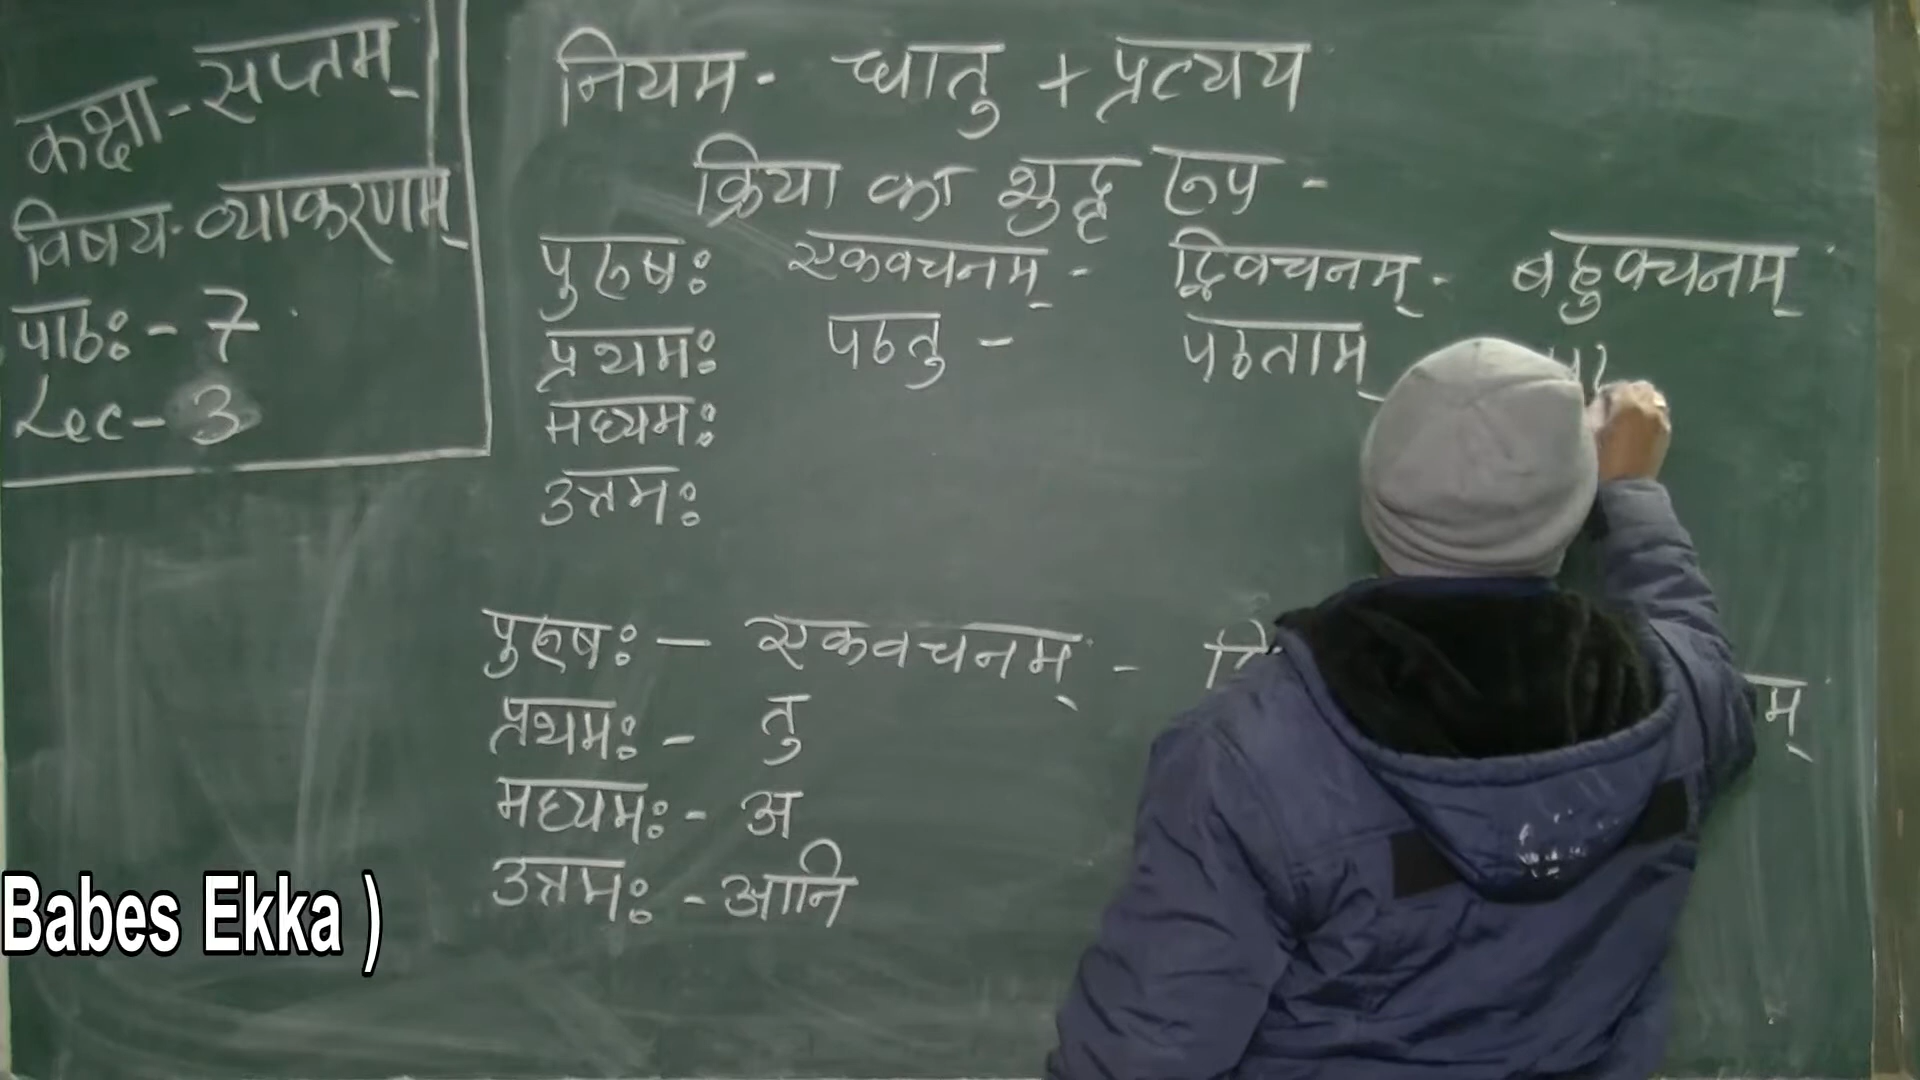 कक्षा - सप्तम्
विषय - व्याकरणम्
पाठः - 7
Lec - 3
नियम - धातु + प्रत्यय
क्रिया का शुद्ध रूप -
पुरूषः एकवचनम् - द्विवचनम् - बहुवचनम्
प्रथमः पठतु - पठताम्
मध्यमः
उत्तमः
पुरूषः - एकवचनम् -
प्रथमः - तु
मध्यमः - अ
उत्तमः - आनि
Babes Ekka )